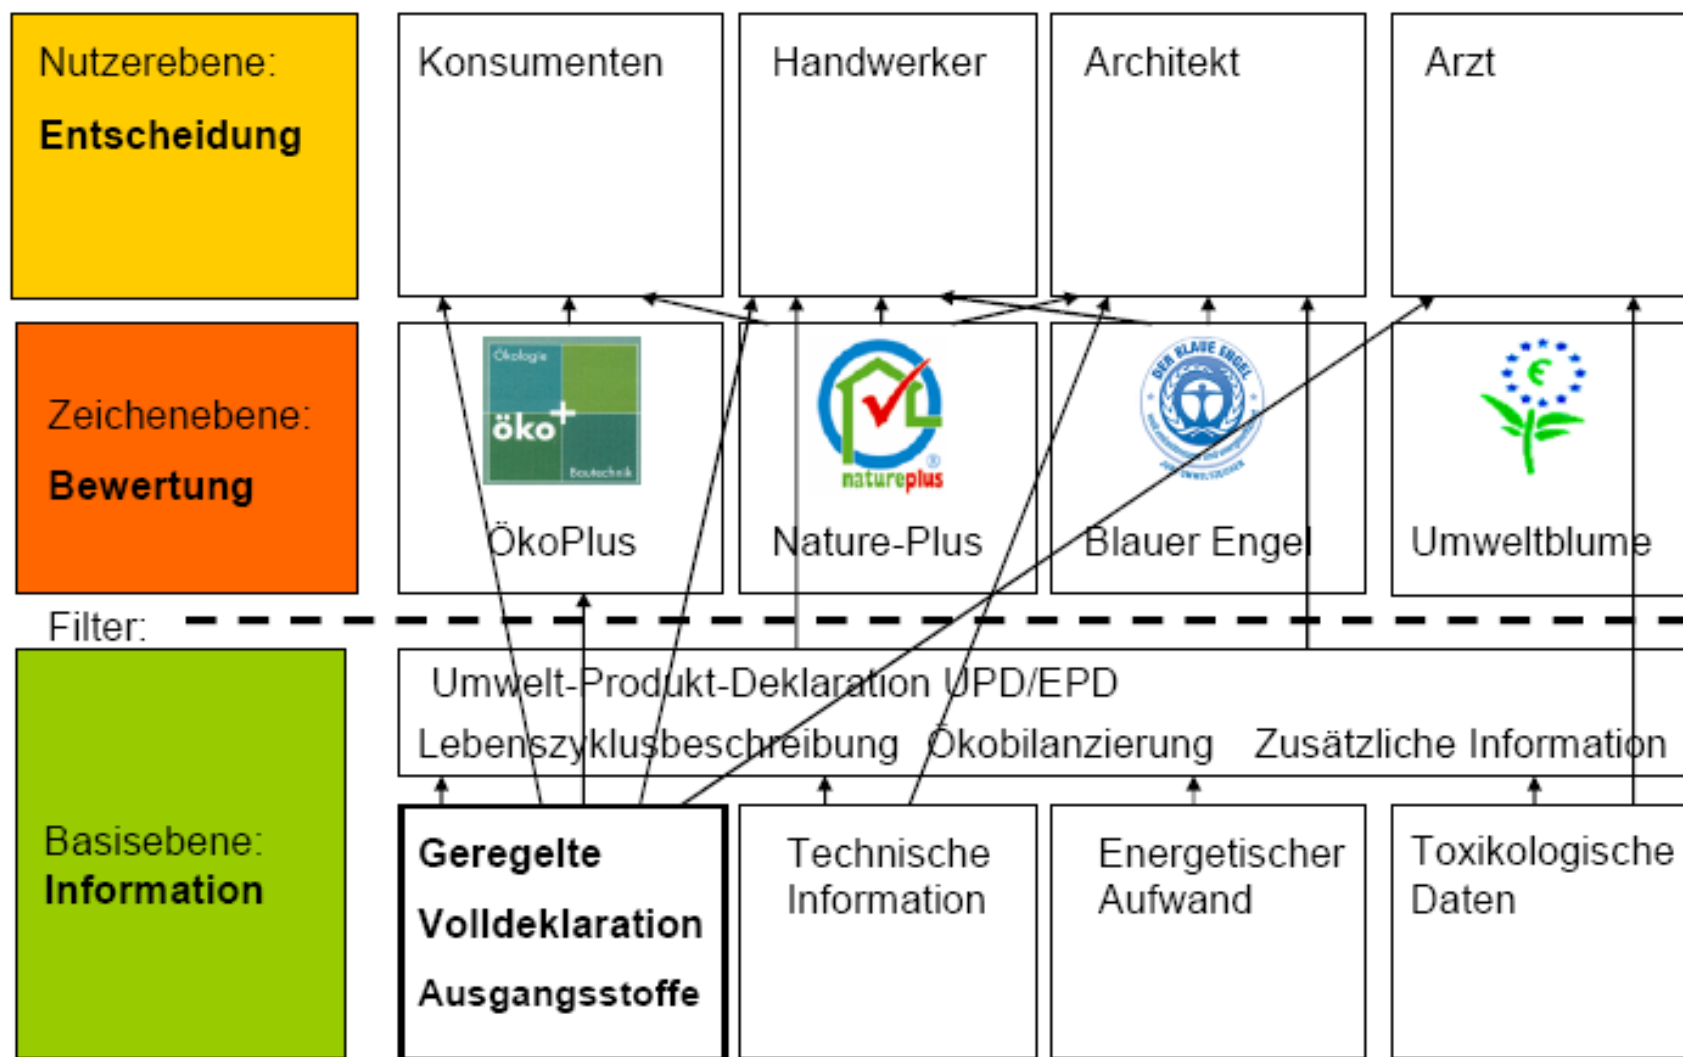 Nutzerebene:
Entscheidung
Konsumenten
Handwerker
Architekt
Arzt
Zeichenebene:
Bewertung
Ökologie
öko+
Bautechnik
ÖkoPlus
natureplus
®
Nature-Plus
DER BLAUE ENGEL
Blauer Engel
Umweltblume
Filter:
Umwelt-Produkt-Deklaration UPD/EPD
Lebenszyklusbeschreibung Ökobilanzierung Zusätzliche Information
Basisebene:
Information
Geregelte
Volldeklaration
Ausgangsstoffe
Technische
Information
Energetischer
Aufwand
Toxikologische
Daten